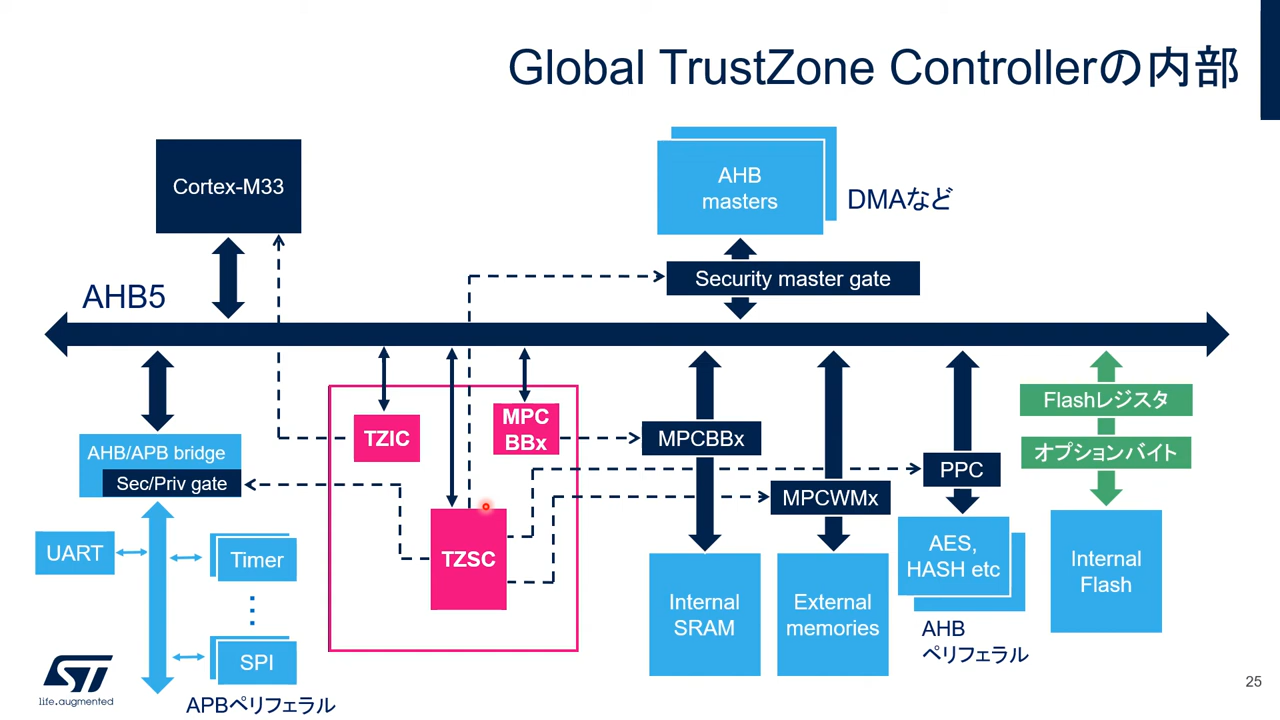 Global TrustZone Controllerの内部
Cortex-M33
AHB
masters
DMAなど
Security master gate
AHB5
TZIC
MPC
BBx
TZSC
AHB/APB bridge
Sec/Priv gate
UART
Timer
SPI
APBペリフェラル
MPCBBx
MPCWMx
PPC
Flashレジスタ
オプションバイト
Internal
SRAM
External
memories
AES,
HASH etc
AHB
ペリフェラル
Internal
Flash
ST
life.augmented
25